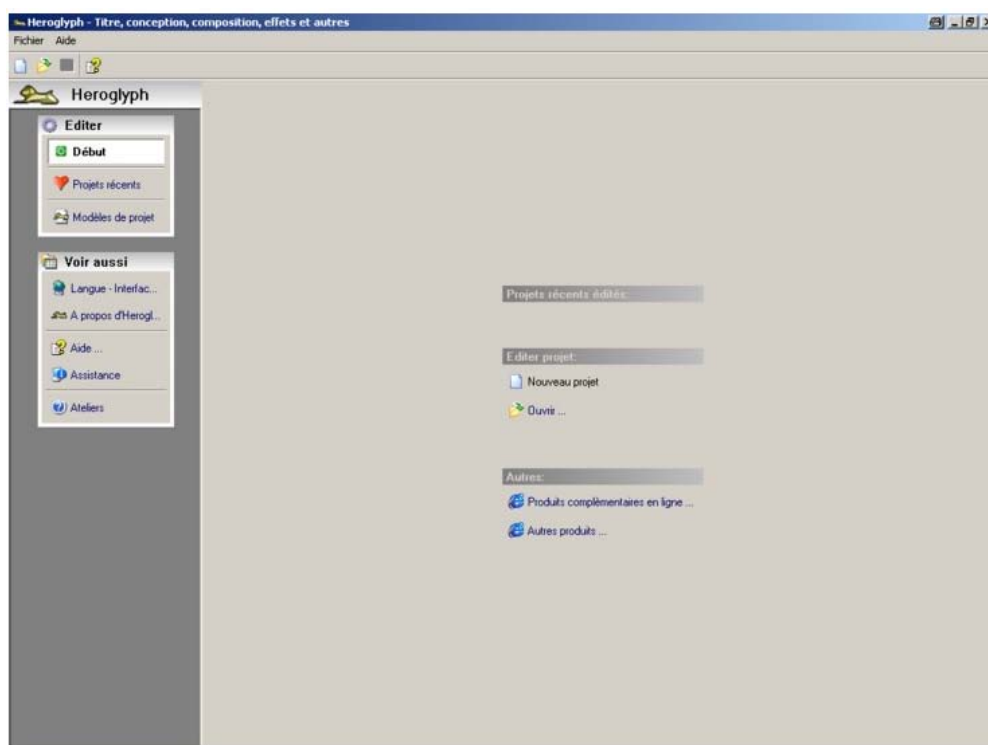 Heroglyph - Titre, conception, composition, effets et autres
Fichier Aide
Heroglyph
Editer
Début
Projets récents
Modèles de projet
Voir aussi
Langue - Interfac...
A propos d'Herogl...
Aide ...
Assistance
Ateliers
Projets récents édités:
Editer projet:
Nouveau projet
Ouvrir ...
Autres:
Produits complèmentaires en ligne ...
Autres produits ...